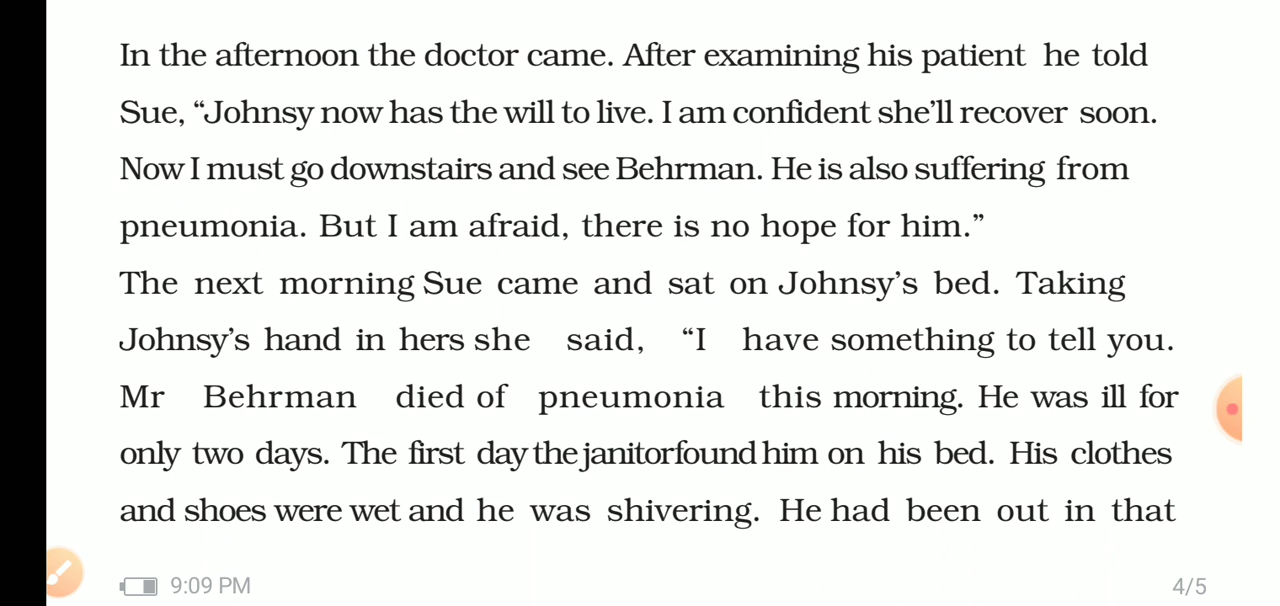 In the afternoon the doctor came. After examining his patient he told
Sue, “Johnsy now has the will to live. I am confident she’ll recover soon.
Now I must go downstairs and see Behrman. He is also suffering from
pneumonia. But I am afraid, there is no hope for him.”
The next morning Sue came and sat on Johnsy’s bed. Taking
Johnsy’s hand in hers she said, “I have something to tell you.
Mr Behrman died of pneumonia this morning. He was ill for
only two days. The first day the janitor found him on his bed. His clothes
and shoes were wet and he was shivering. He had been out in that
9:09 PM
4/5